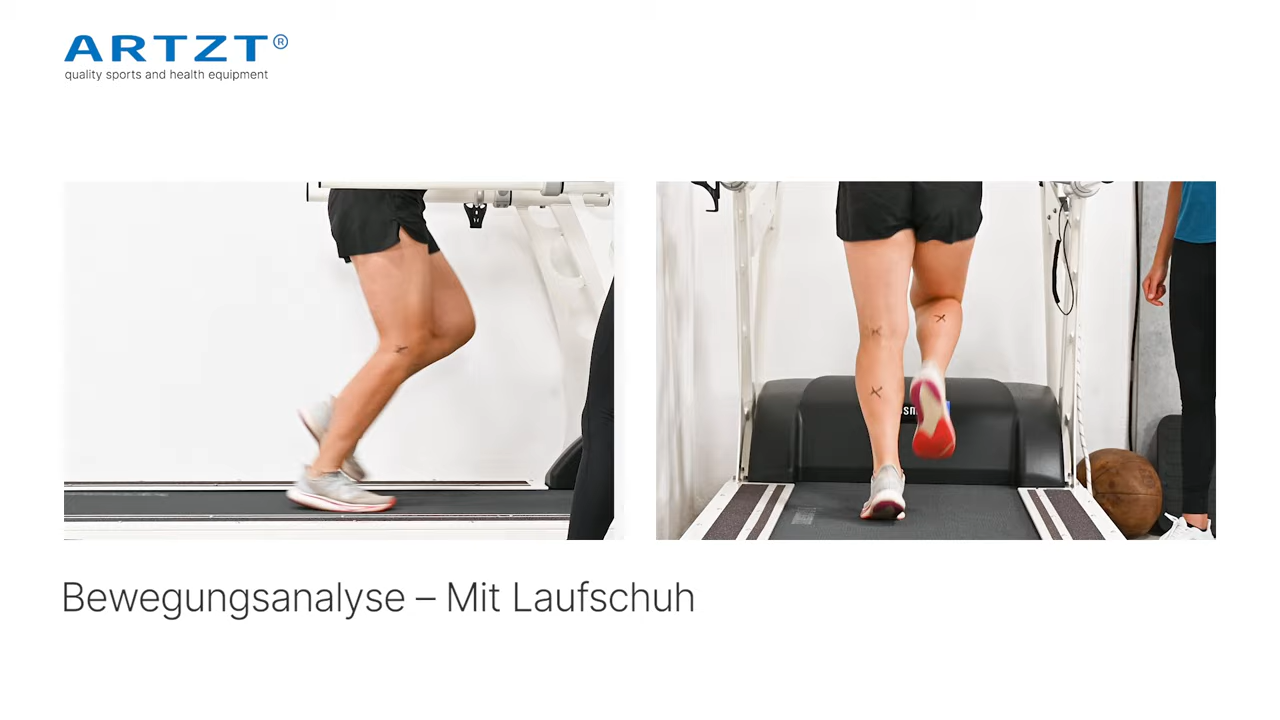 ARTZT®
quality sports and health equipment
Bewegungsanalyse – Mit Laufschuh